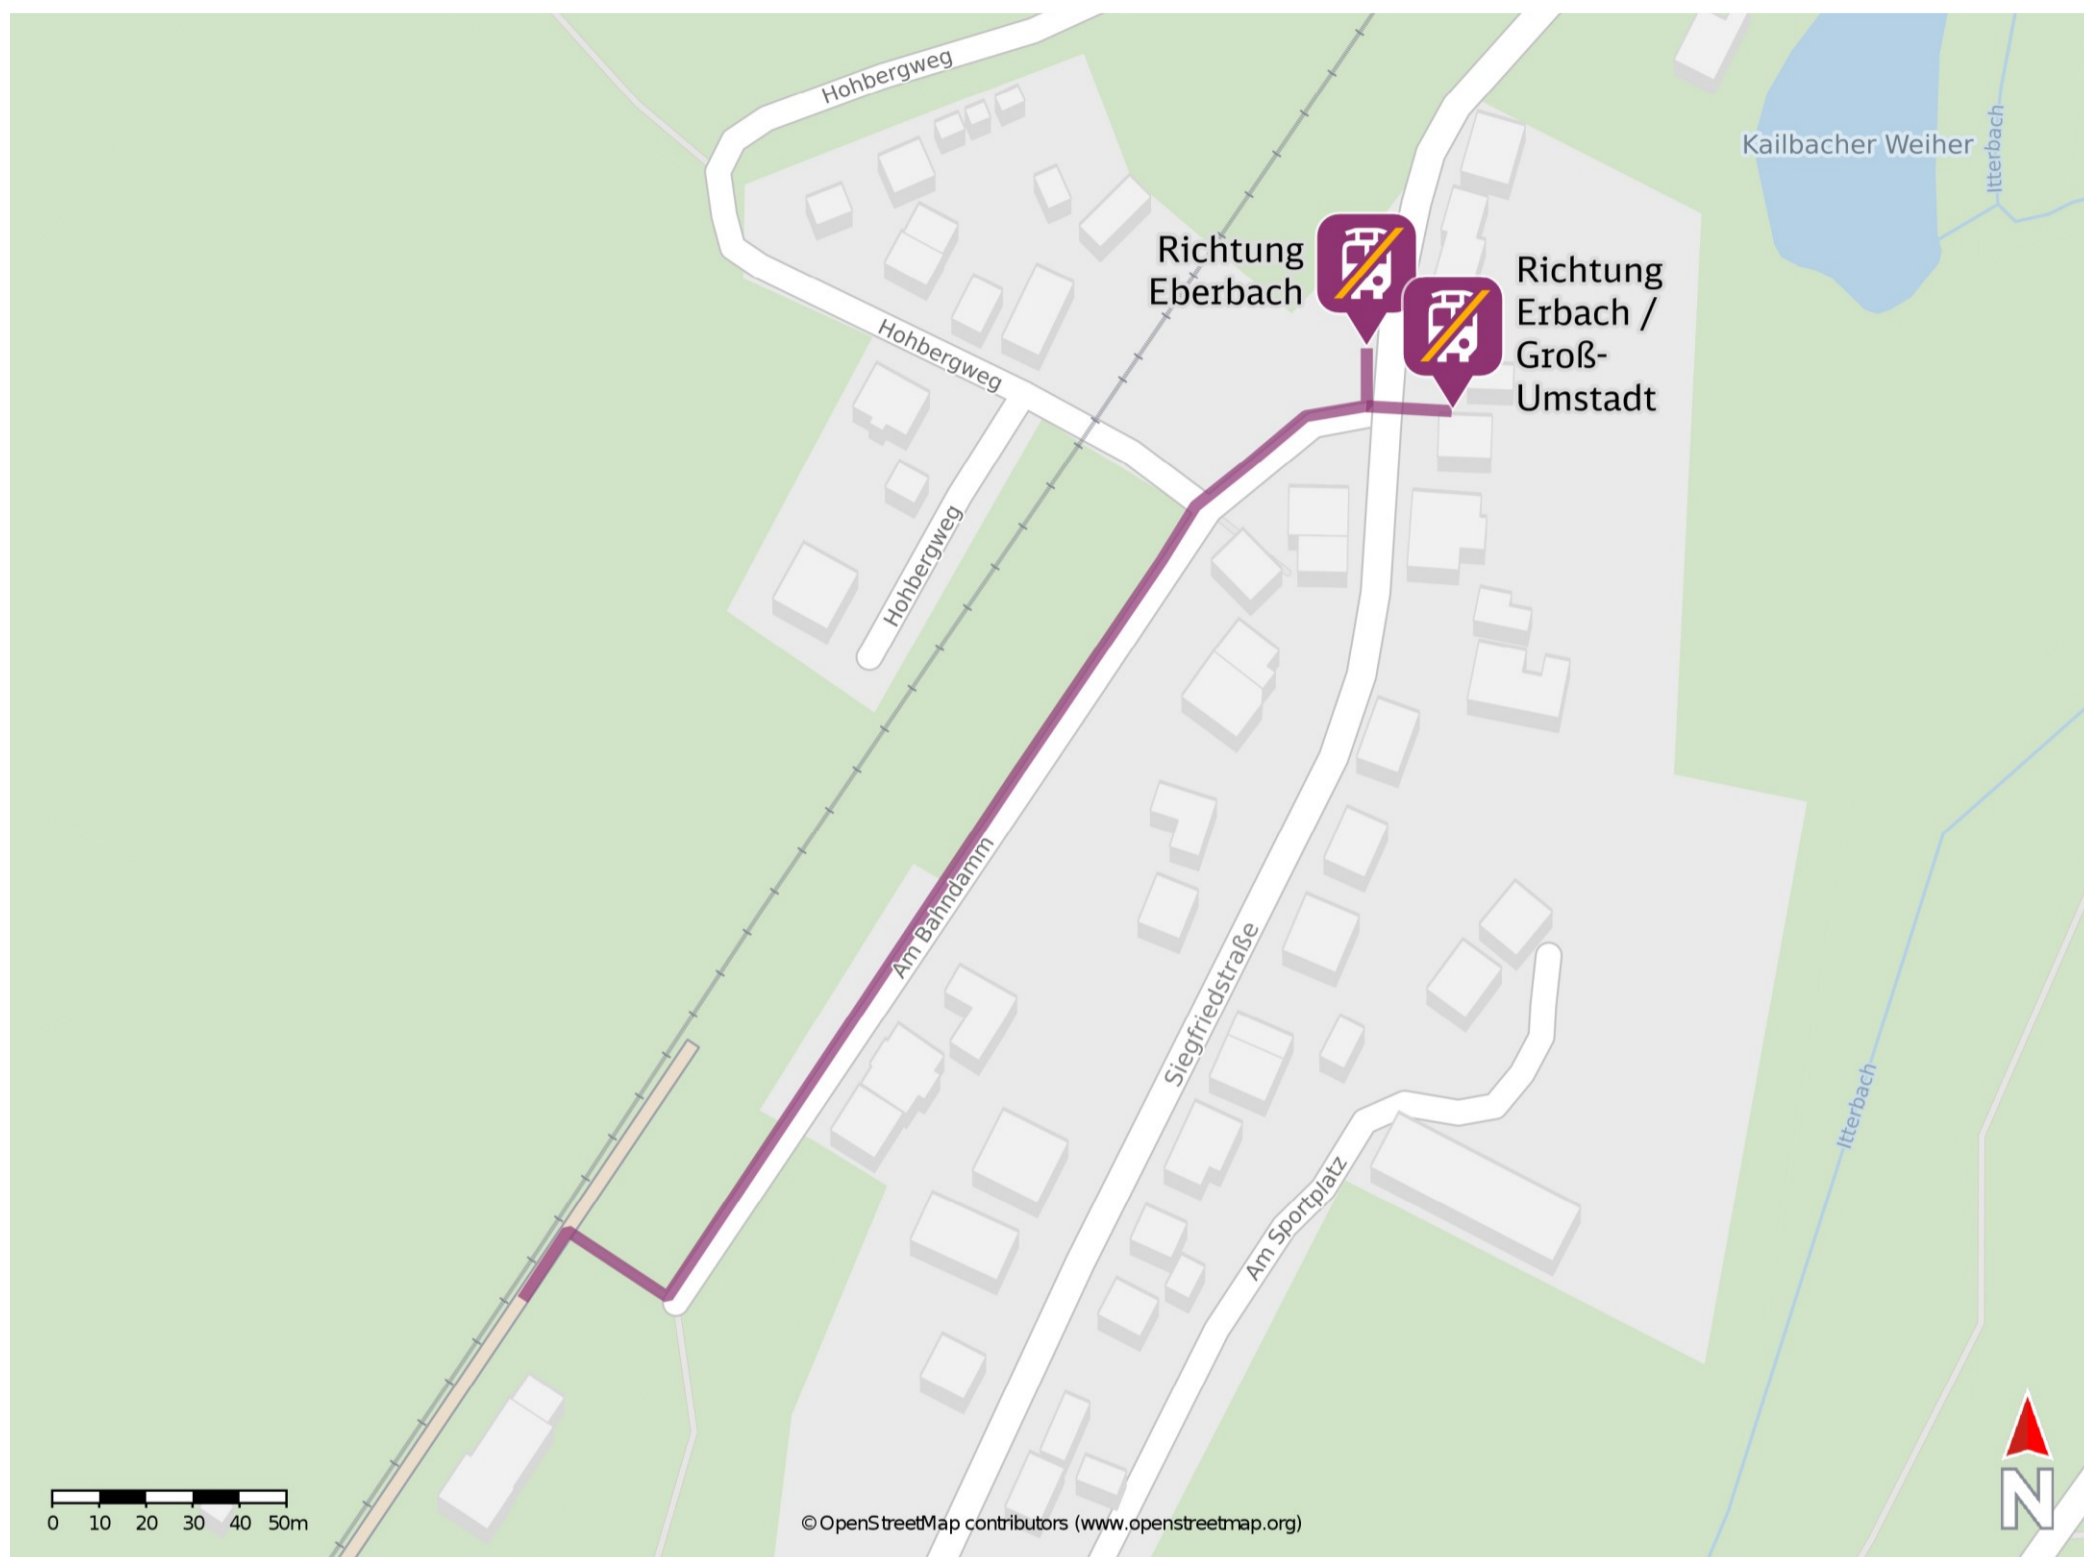 Hohbergweg
Kailbacher Weiher
Itterbach
Richtung
Eberbach
Richtung
Erbach /
Groß-
Umstadt
Hohbergweg
Hohbergweg
Am Bahndamm
Siegfriedstraße
Am Sportplatz
Itterbach
0 10 20 30 40 50m
© OpenStreetMap contributors (www.openstreetmap.org)
N